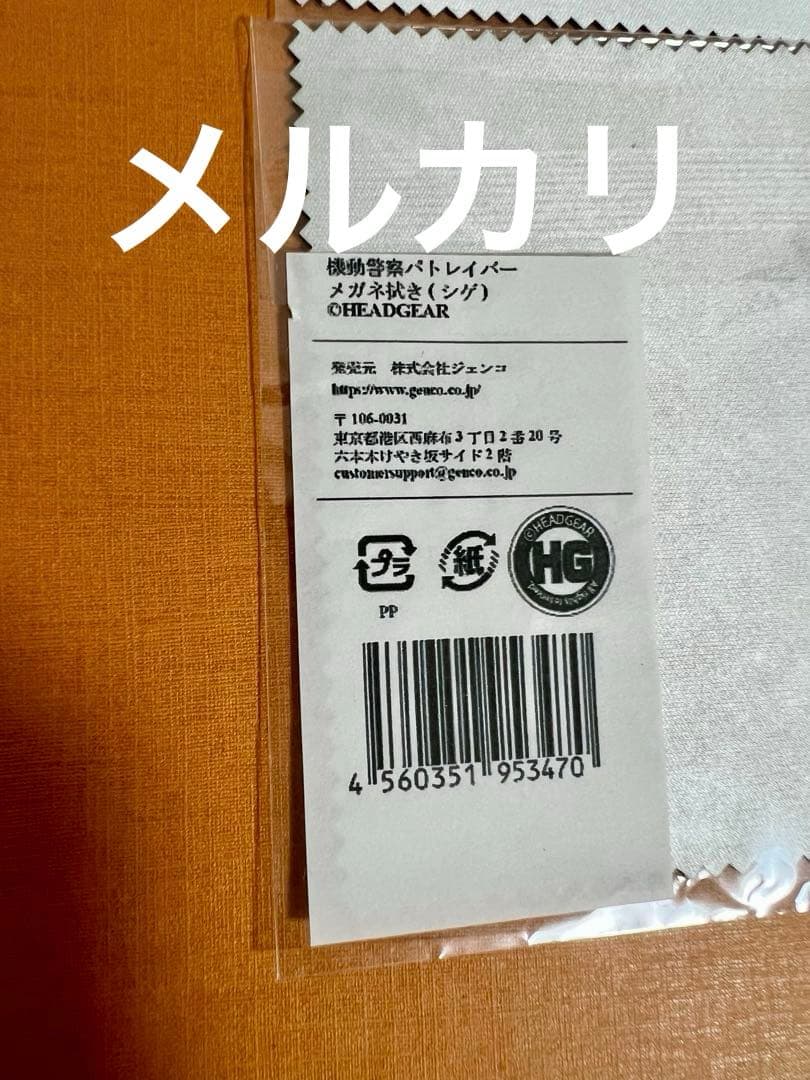 メルカリ
機動警察パトレイバー
メガネ拭き(シゲ)
©HEADGEAR
発売元 株式会社ジェンコ
https://www.genco.co.jp/
〒106-0031
東京都港区西麻布3丁目2番20号
六本木けやき坂サイド2階
customersupport@genco.co.jp
プラ
紙
©HEADGEAR
HG
All rights reserved.
PP
4 560351 953470